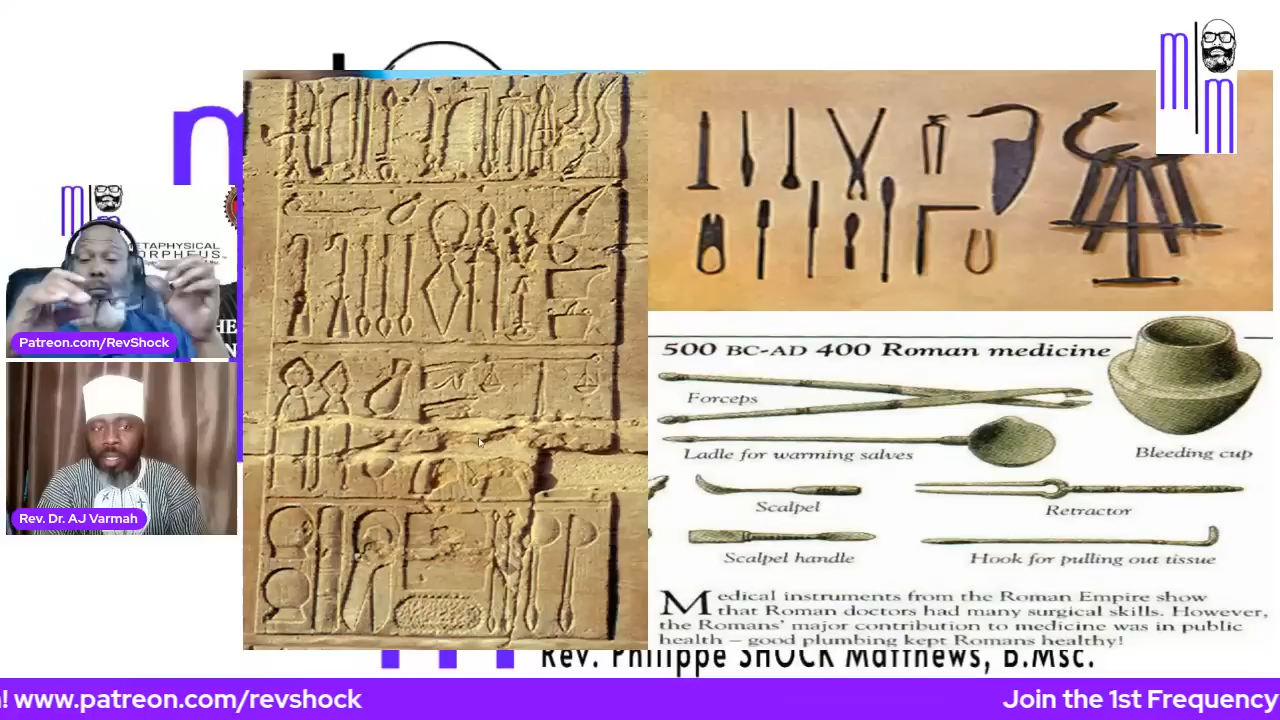 METAPHYSICAL
Patreon.com/RevShock
Rev. Dr. AJ Varmah
500 BC-AD 400 Roman medicine
Forceps
Ladle for warming salves
Bleeding cup
Scalpel
Retractor
Scalpel handle
Hook for pulling out tissue
Medical instruments from the Roman Empire show
that Roman doctors had many surgical skills. However,
the Romans' major contribution to medicine was in public
health – good plumbing kept Romans healthy!
Rev. Philippe SHOCK Matthews, B.Msc.
! www.patreon.com/revshock
Join the 1st Frequency